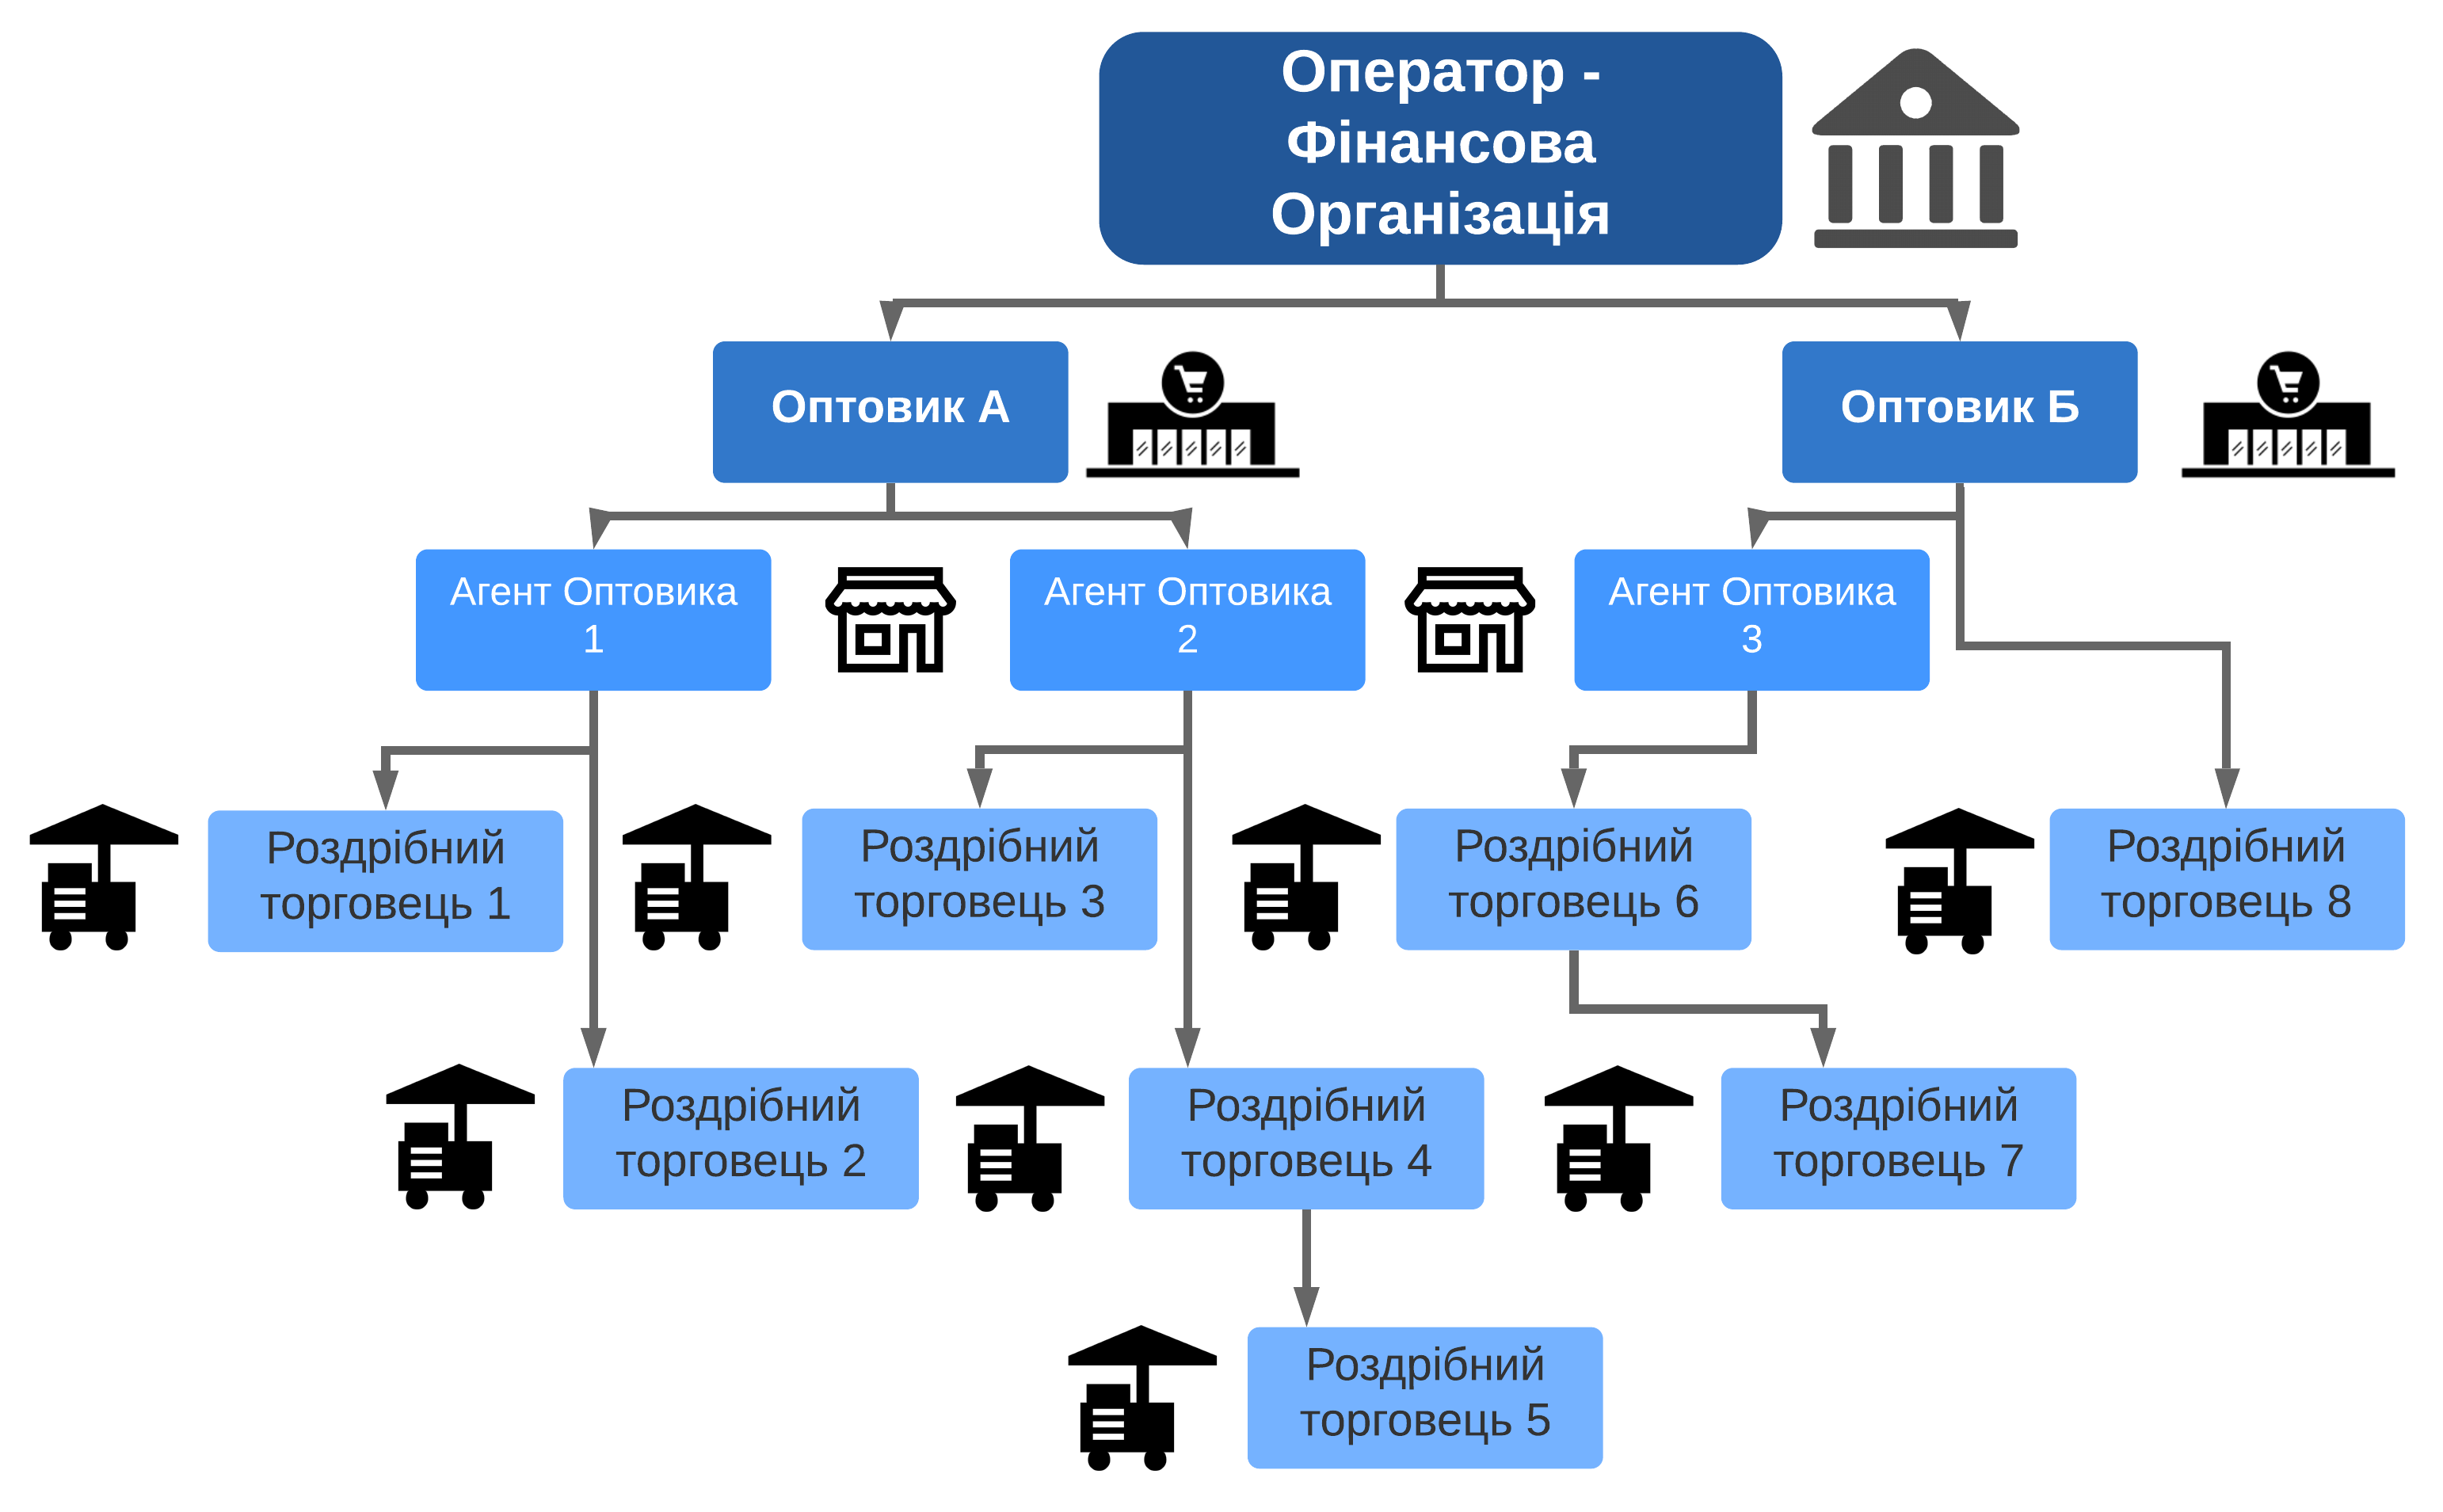 Оператор -
Фінансова
Організація
Оптовик А
Оптовик Б
Агент Оптовика
1
Агент Оптовика
2
Агент Оптовика
3
Роздрібний
торговець 1
Роздрібний
торговець 3
Роздрібний
торговець 6
Роздрібний
торговець 8
Роздрібний
торговець 2
Роздрібний
торговець 4
Роздрібний
торговець 7
Роздрібний
торговець 5